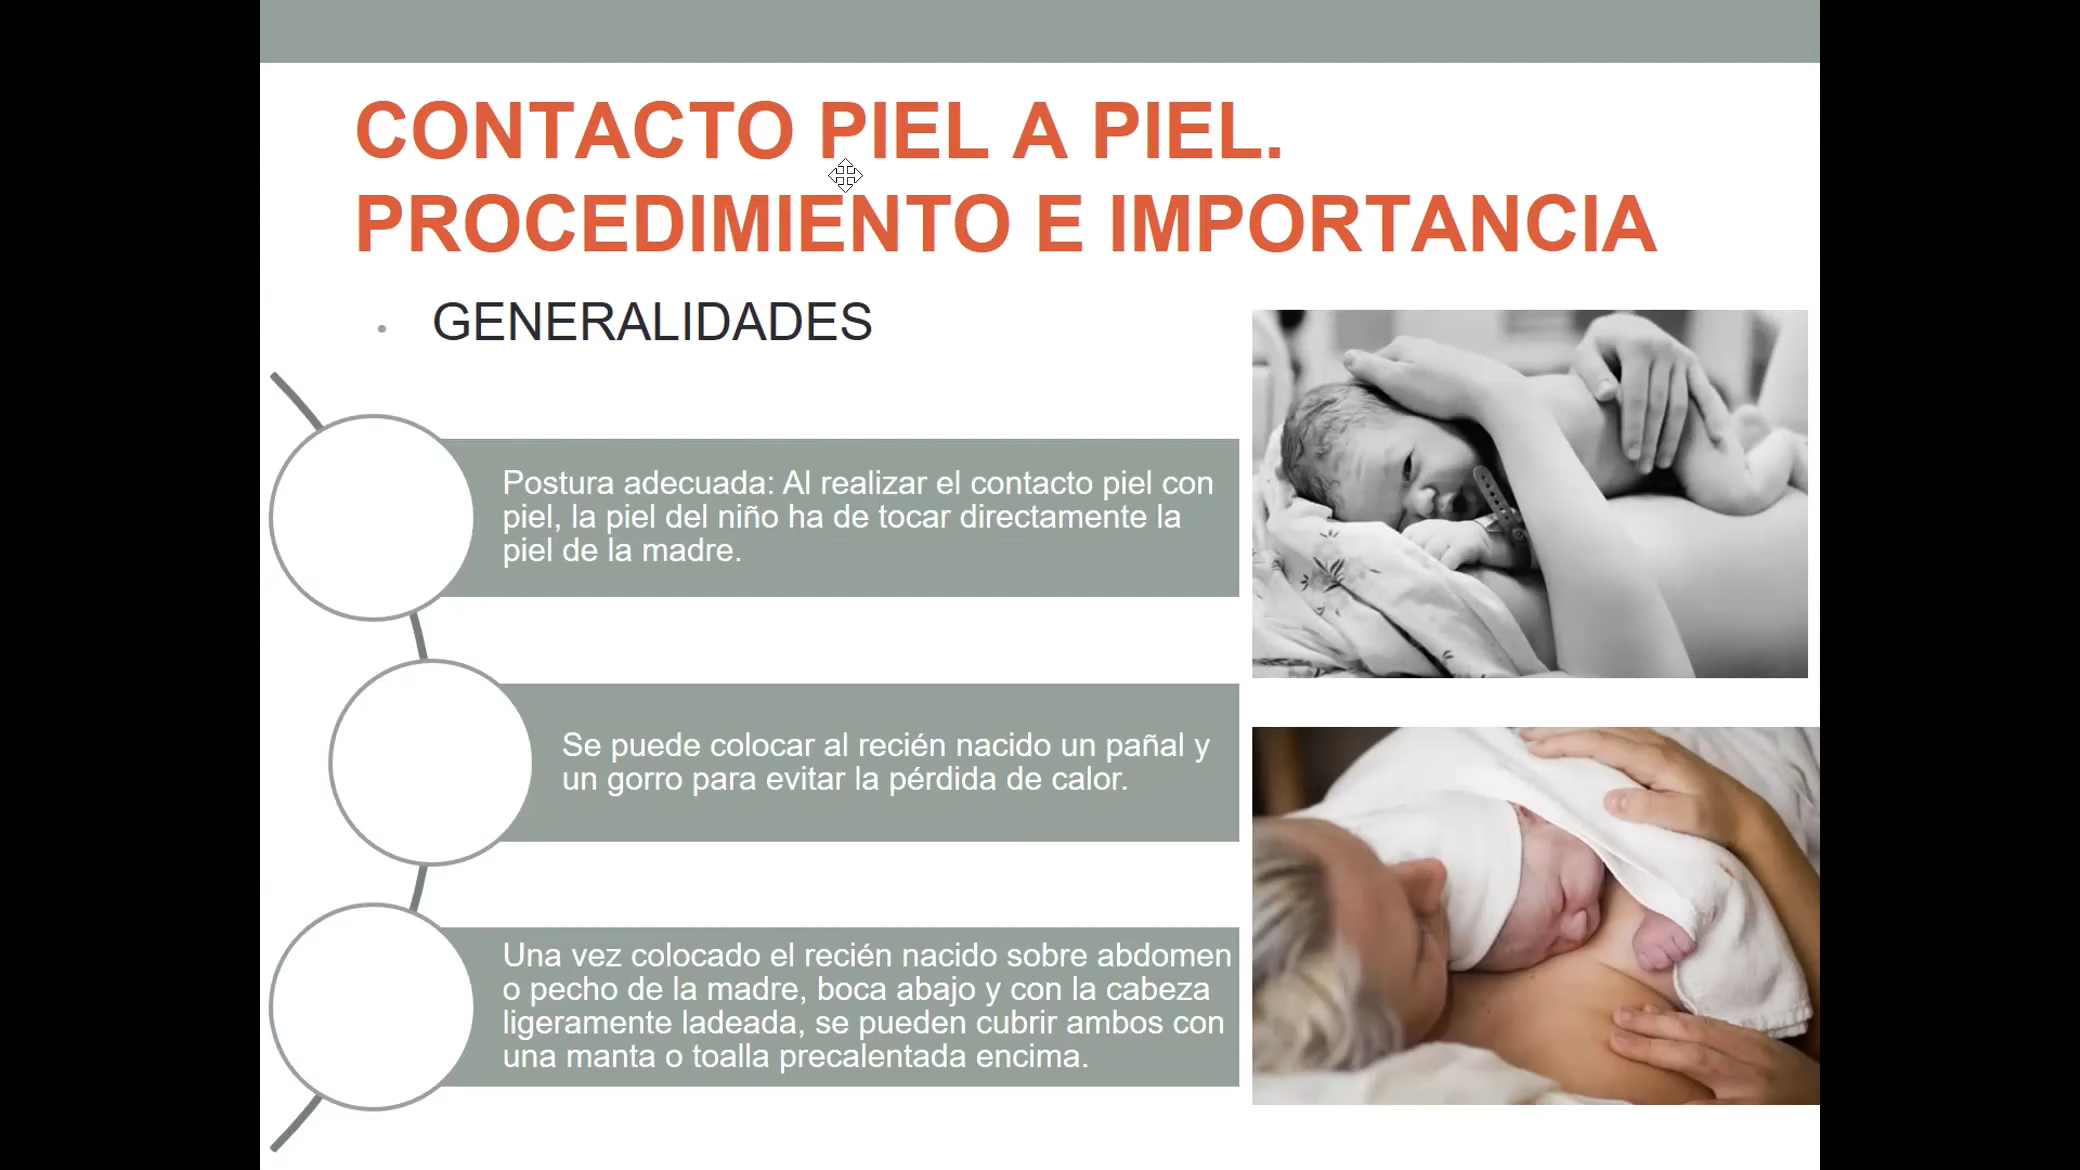 CONTACTO PIEL A PIEL.
PROCEDIMIENTO E IMPORTANCIA
• GENERALIDADES
Postura adecuada: Al realizar el contacto piel con
piel, la piel del niño ha de tocar directamente la
piel de la madre.
Se puede colocar al recién nacido un pañal y
un gorro para evitar la pérdida de calor.
Una vez colocado el recién nacido sobre abdomen
o pecho de la madre, boca abajo y con la cabeza
ligeramente ladeada, se pueden cubrir ambos con
una manta o toalla precalentada encima.